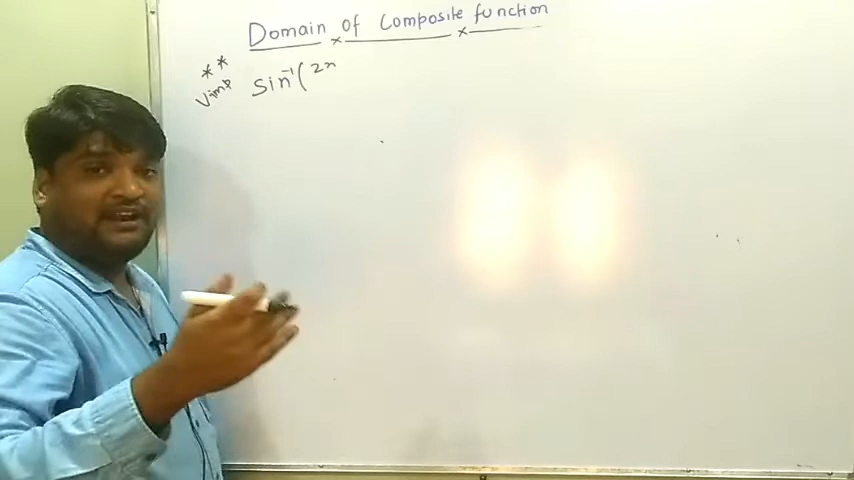 Domain of Composite function
**
Vimp sin⁻¹(2x